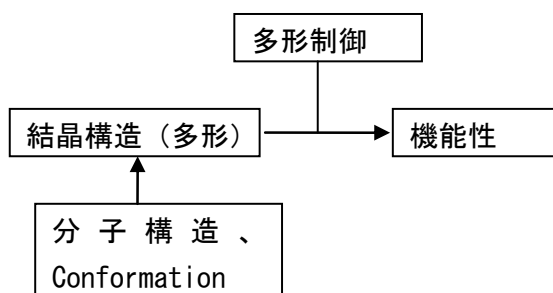 多形制御
結晶構造（多形）
機能性
分子構造、
Conformation